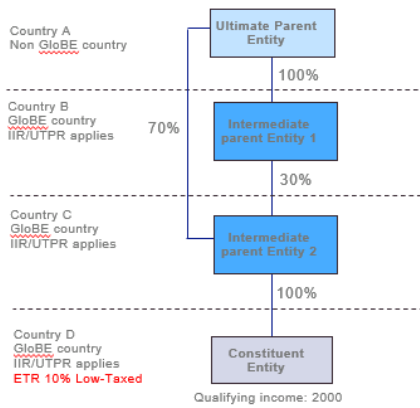 Country A
Non GloBE country
Ultimate Parent
Entity
100%
Country B
GloBE country
IIR/UTPR applies
70%
Intermediate
parent Entity 1
30%
Country C
GloBE country
IIR/UTPR applies
Intermediate
parent Entity 2
100%
Country D
GloBE country
IIR/UTPR applies
ETR 10% Low-Taxed
Constituent
Entity
Qualifying income: 2000